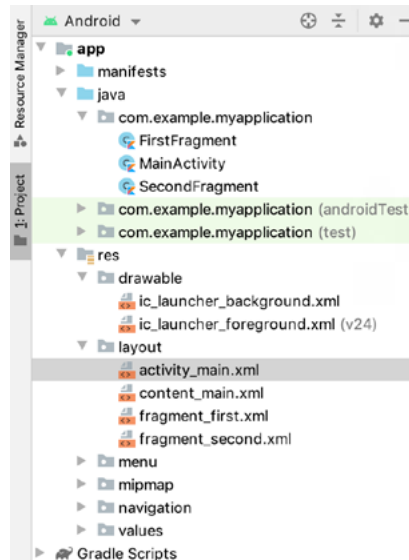 Android
Resource Manager
1: Project
app
manifests
java
com.example.myapplication
FirstFragment
MainActivity
SecondFragment
com.example.myapplication (androidTest
com.example.myapplication (test)
res
drawable
ic_launcher_background.xml
ic_launcher_foreground.xml (v24)
layout
activity_main.xml
content_main.xml
fragment_first.xml
fragment_second.xml
menu
mipmap
navigation
values
Gradle Scripts